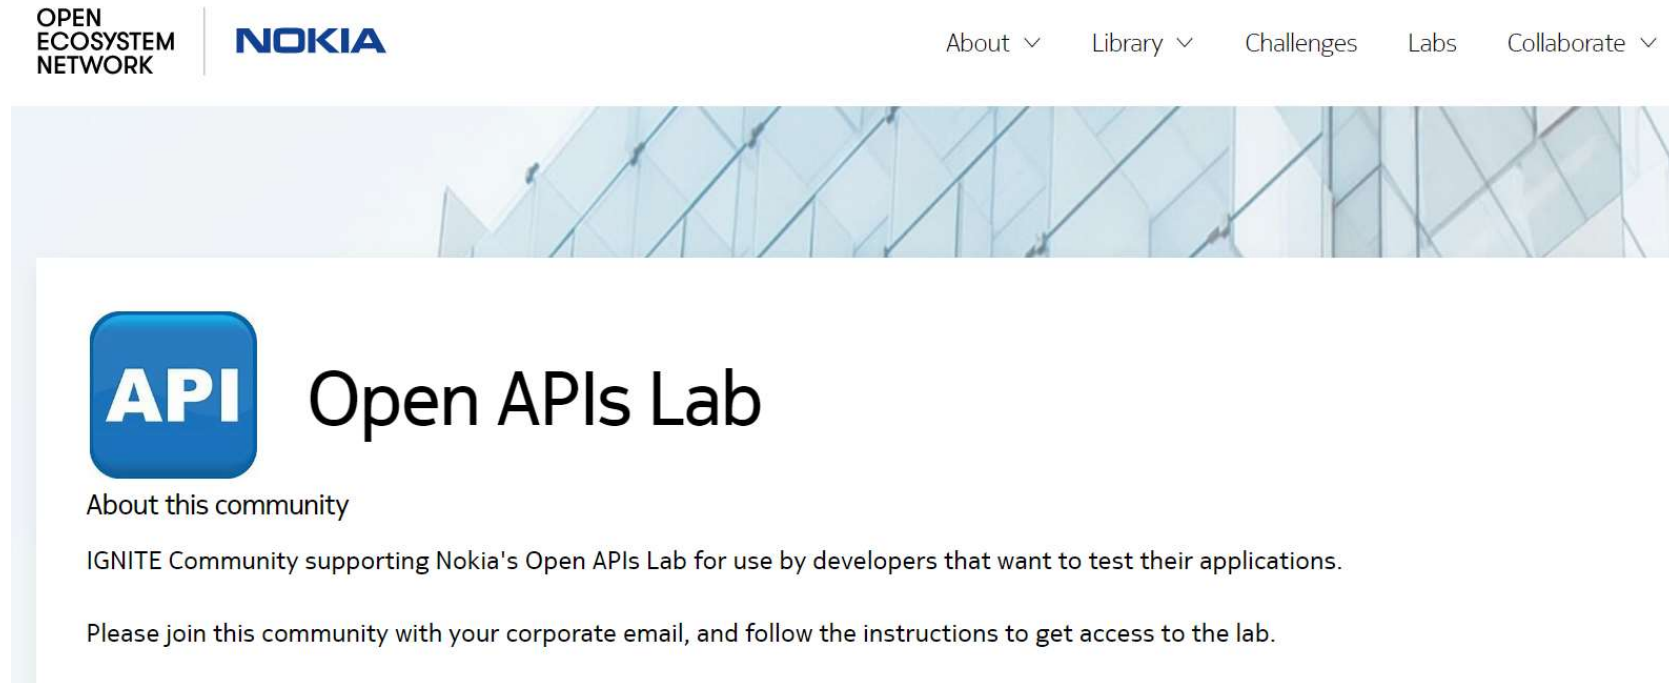 OPEN
ECOSYSTEM
NETWORK
NOKIA
About
Library
Challenges
Labs
Collaborate
API
Open APIs Lab
About this community
IGNITE Community supporting Nokia's Open APIs Lab for use by developers that want to test their applications.
Please join this community with your corporate email, and follow the instructions to get access to the lab.